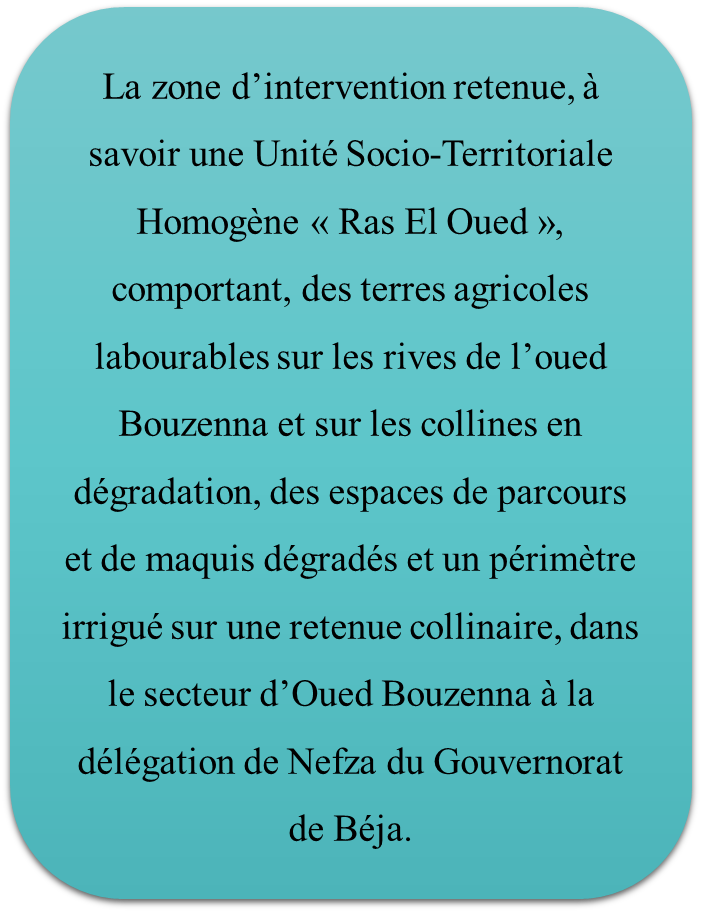 La zone d’intervention retenue, à
savoir une Unité Socio-Territoriale
Homogène « Ras El Oued »,
comportant, des terres agricoles
labourables sur les rives de l’oued
Bouzenna et sur les collines en
dégradation, des espaces de parcours
et de maquis dégradés et un périmètre
irrigué sur une retenue collinaire, dans
le secteur d’Oued Bouzenna à la
délégation de Nefza du Gouvernorat
de Béja.